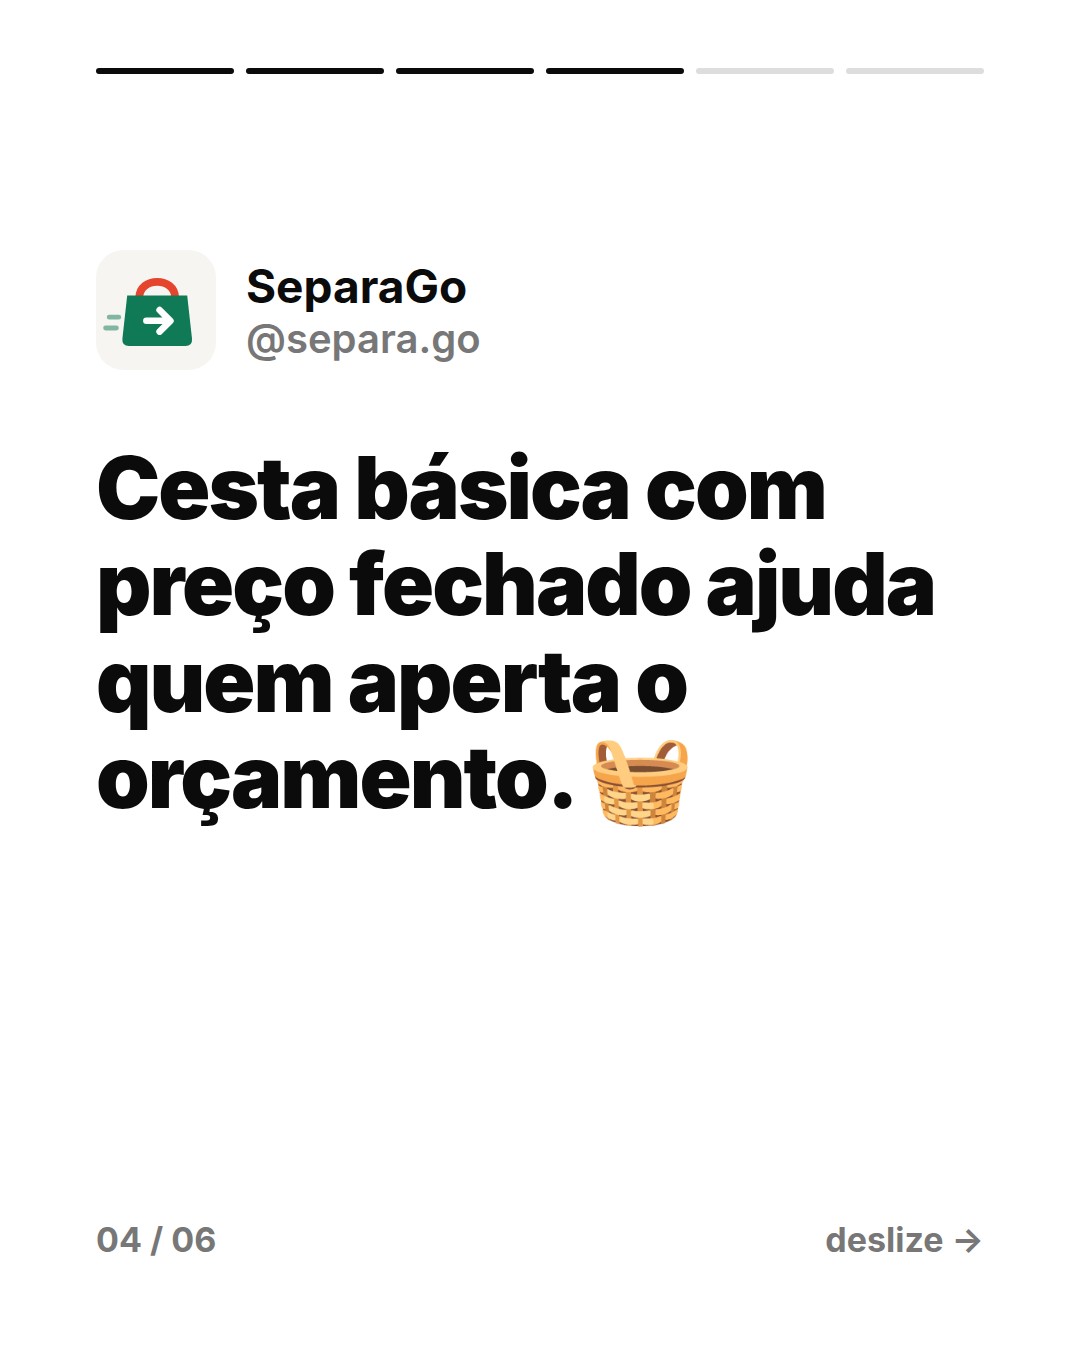 SeparaGo
@separa.go
Cesta básica com
preço fechado ajuda
quem aperta o
orçamento. 🧺
04 / 06
deslize →